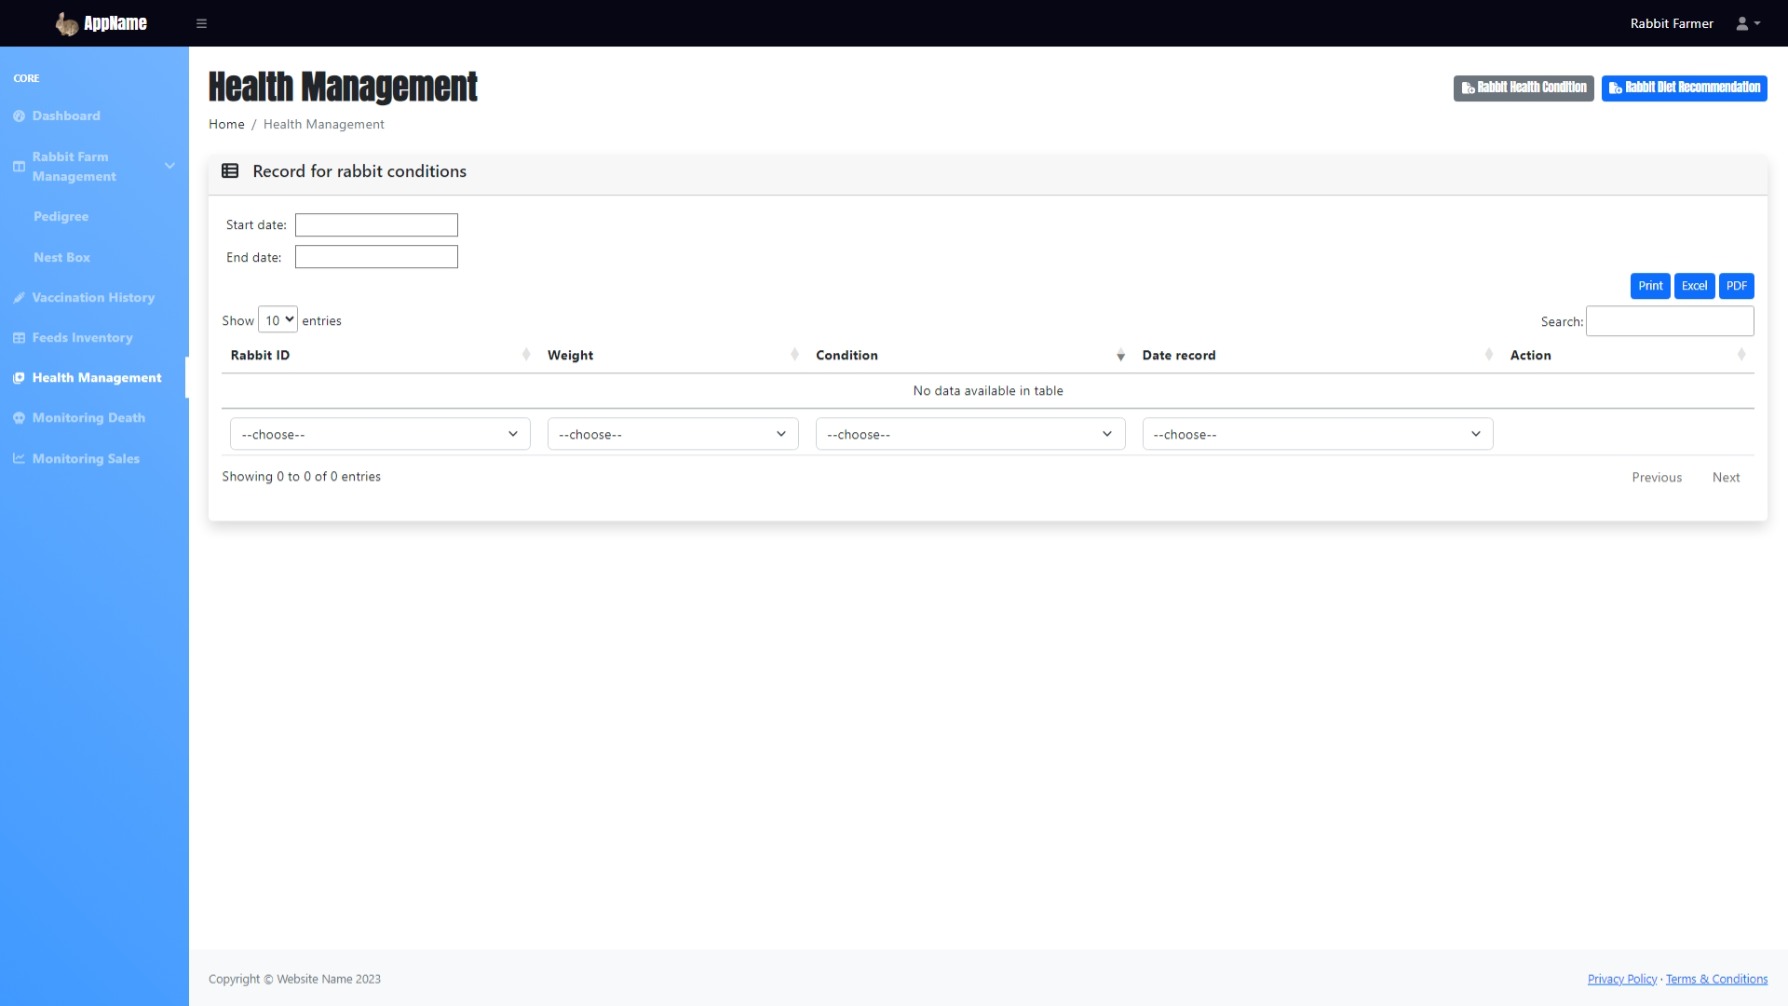 AppName
Rabbit Farmer
CORE
Dashboard
Rabbit Farm
Management
Pedigree
Nest Box
Vaccination History
Feeds Inventory
Health Management
Monitoring Death
Monitoring Sales
Health Management
Rabbit Health Condition
Rabbit Diet Recommendation
Home / Health Management
Record for rabbit conditions
Start date:
End date:
Print Excel PDF
Show 10 entries
Search:
Rabbit ID Weight Condition Date record Action
No data available in table
--choose-- --choose-- --choose-- --choose--
Showing 0 to 0 of 0 entries
Previous Next
Copyright © Website Name 2023
Privacy Policy · Terms & Conditions